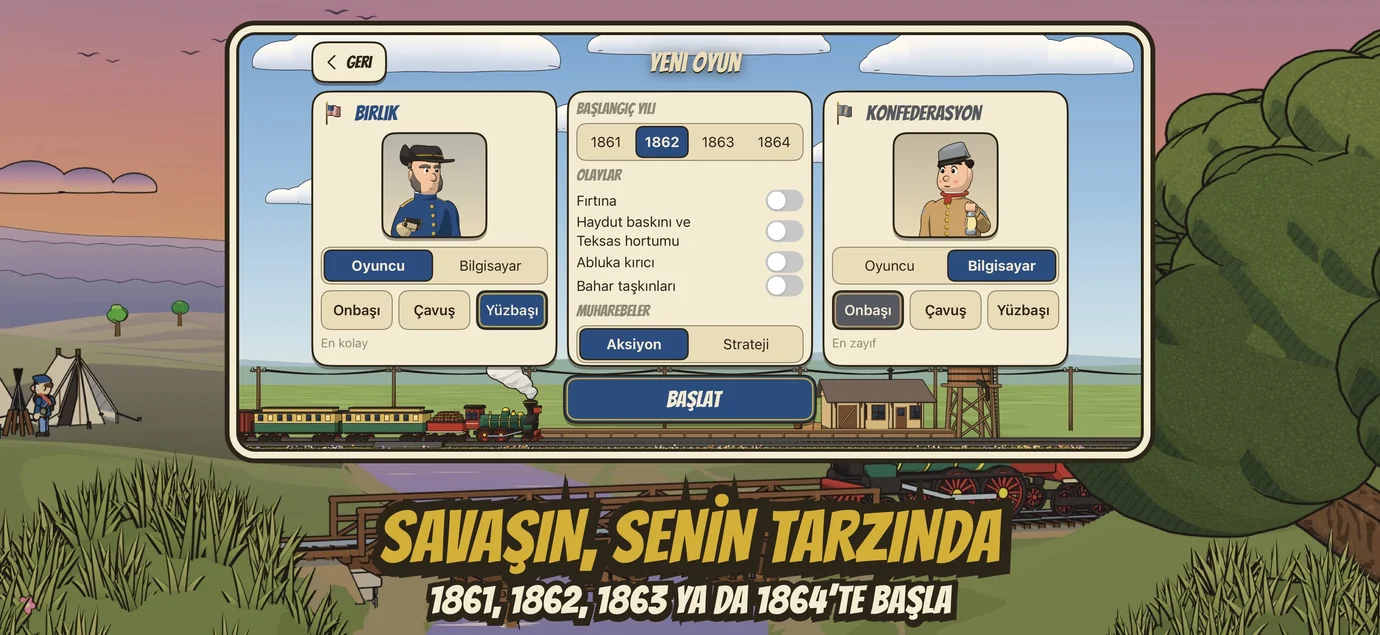 GERI
YENI OYUN
BIRLIK
Oyuncu
Bilgisayar
Onbaşı
Çavuş
Yüzbaşı
En kolay
BAŞLANGIÇ YILI
1861
1862
1863
1864
OLAYLAR
Fırtına
Haydut baskını ve
Teksas hortumu
Abluka kırıcı
Bahar taşkınları
MUHAREBELER
Aksiyon
Strateji
KONFEDERASYON
Oyuncu
Bilgisayar
Onbaşı
Çavuş
Yüzbaşı
En zayıf
BAŞLAT
SAVAŞIN, SENİN TARZINDA
1861, 1862, 1863 YA DA 1864'TE BAŞLA